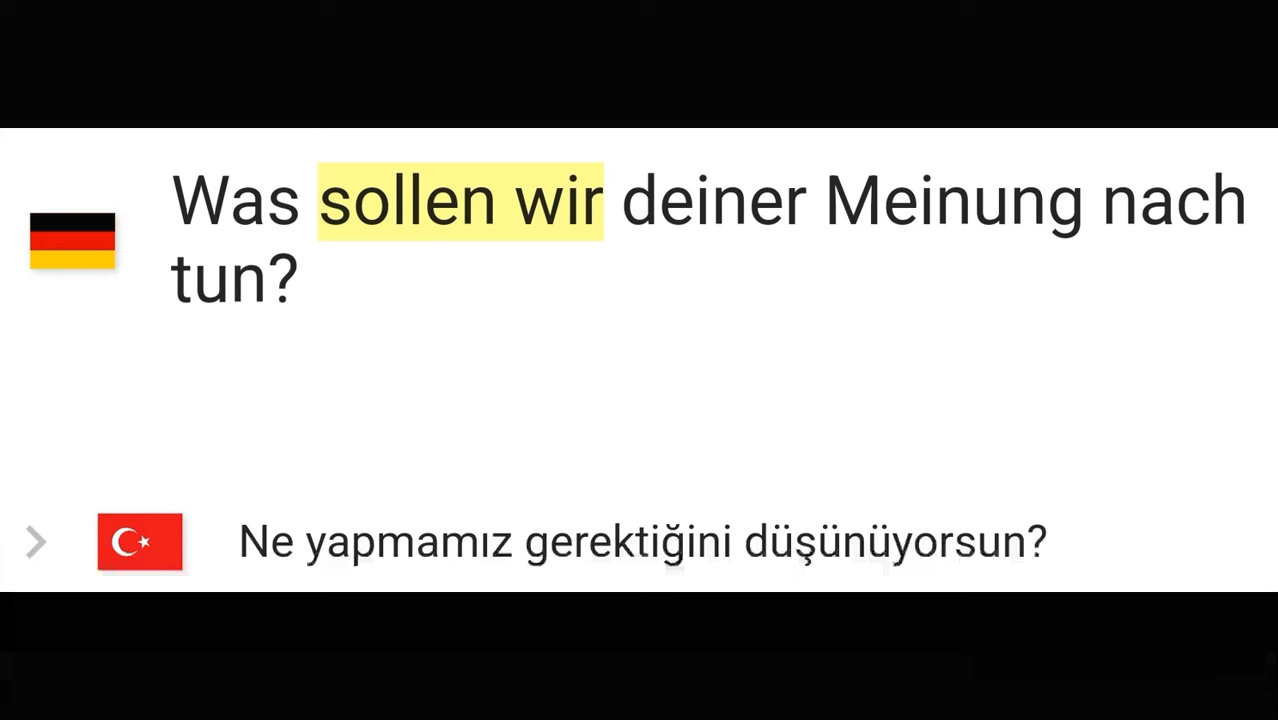 Was sollen wir deiner Meinung nach
tun?
Ne yapmamız gerektiğini düşünüyorsun?